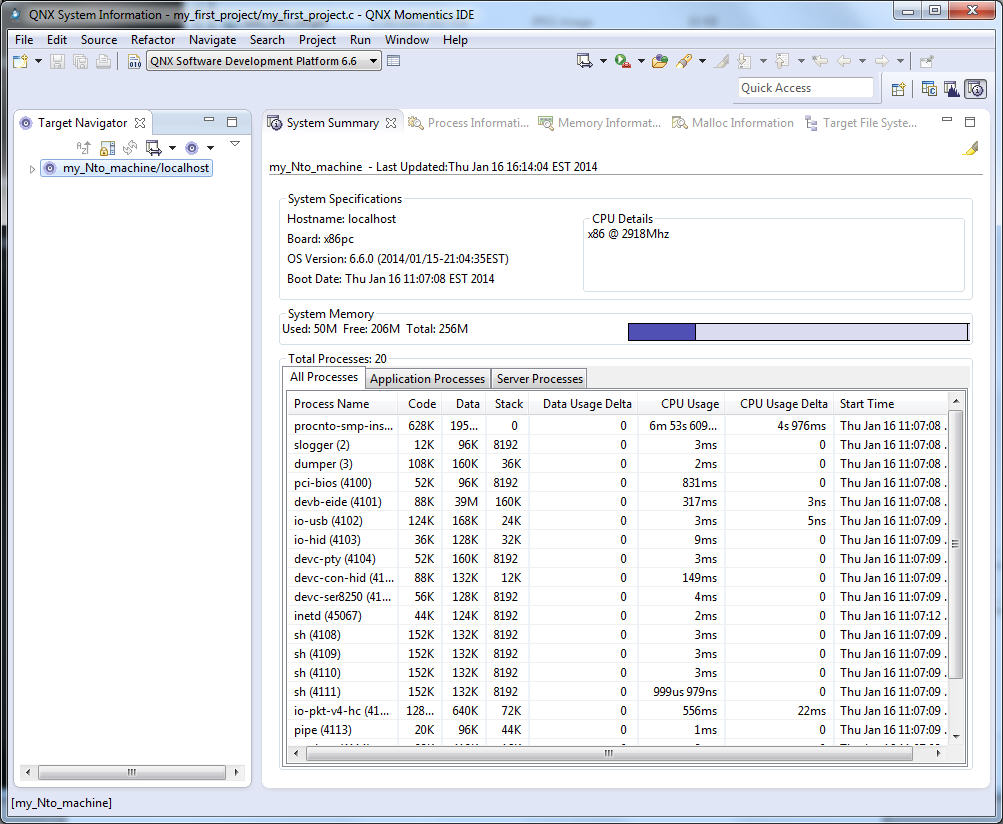 QNX System Information - my_first_project/my_first_project.c - QNX Momentics IDE
File Edit Source Refactor Navigate Search Project Run Window Help
QNX Software Development Platform 6.6
Quick Access
Target Navigator
my_Nto_machine/localhost
System Summary Process Informati... Memory Informat... Malloc Information Target File Syste...
my_Nto_machine - Last Updated:Thu Jan 16 16:14:04 EST 2014
System Specifications
Hostname: localhost
Board: x86pc
OS Version: 6.6.0 (2014/01/15-21:04:35EST)
Boot Date: Thu Jan 16 11:07:08 EST 2014
CPU Details
x86 @ 2918Mhz
System Memory
Used: 50M Free: 206M Total: 256M
Total Processes: 20
All Processes Application Processes Server Processes
Process Name Code Data Stack Data Usage Delta CPU Usage CPU Usage Delta Start Time
procnto-smp-ins... 628K 195... 0 0 6m 53s 609... 4s 976ms Thu Jan 16 11:07:08 .
slogger (2) 12K 96K 8192 0 3ms 0 Thu Jan 16 11:07:08 .
dumper (3) 108K 160K 36K 0 2ms 0 Thu Jan 16 11:07:08 .
pci-bios (4100) 52K 96K 8192 0 831ms 0 Thu Jan 16 11:07:08 .
devb-eide (4101) 88K 39M 160K 0 317ms 3ns Thu Jan 16 11:07:08 .
io-usb (4102) 124K 168K 24K 0 3ms 5ns Thu Jan 16 11:07:09 .
io-hid (4103) 36K 128K 32K 0 9ms 0 Thu Jan 16 11:07:09 .
devc-pty (4104) 52K 160K 8192 0 3ms 0 Thu Jan 16 11:07:09 .
devc-con-hid (41... 88K 132K 12K 0 149ms 0 Thu Jan 16 11:07:09 .
devc-ser8250 (41... 56K 128K 8192 0 4ms 0 Thu Jan 16 11:07:09 .
inetd (45067) 44K 124K 8192 0 2ms 0 Thu Jan 16 11:07:12 .
sh (4108) 152K 132K 8192 0 3ms 0 Thu Jan 16 11:07:09 .
sh (4109) 152K 132K 8192 0 3ms 0 Thu Jan 16 11:07:09 .
sh (4110) 152K 132K 8192 0 3ms 0 Thu Jan 16 11:07:09 .
sh (4111) 152K 132K 8192 0 999us 979ns 0 Thu Jan 16 11:07:09 .
io-pkt-v4-hc (41... 128... 640K 72K 0 556ms 22ms Thu Jan 16 11:07:09 .
pipe (4113) 20K 96K 44K 0 1ms 0 Thu Jan 16 11:07:09 .
[my_Nto_machine]